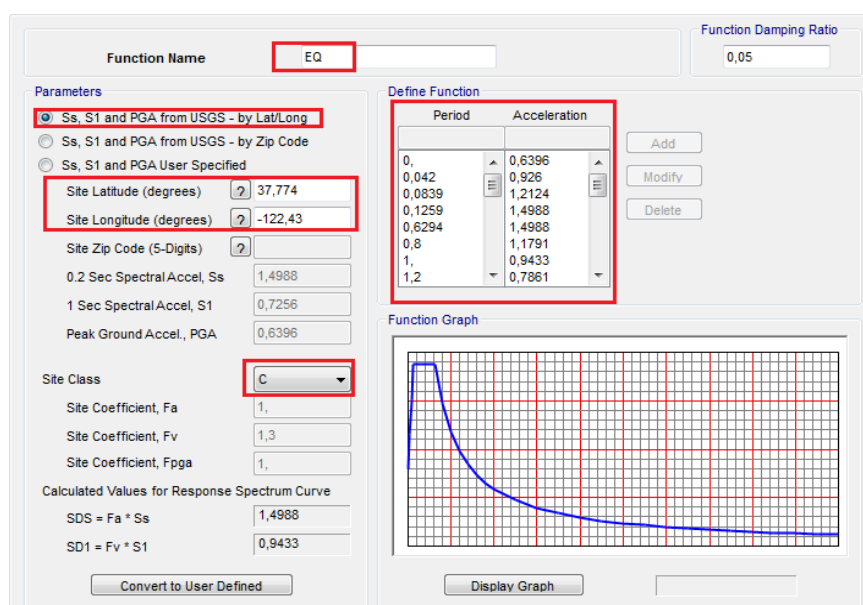 Function Name
EQ
Function Damping Ratio
0,05
Parameters
Ss, S1 and PGA from USGS - by Lat/Long
Ss, S1 and PGA from USGS - by Zip Code
Ss, S1 and PGA User Specified
Site Latitude (degrees) ? 37,774
Site Longitude (degrees) ? -122,43
Site Zip Code (5-Digits) ?
0.2 Sec Spectral Accel, Ss 1,4988
1 Sec Spectral Accel, S1 0,7256
Peak Ground Accel., PGA 0,6396
Site Class C
Site Coefficient, Fa 1,
Site Coefficient, Fv 1,3
Site Coefficient, Fpga 1,
Calculated Values for Response Spectrum Curve
SDS = Fa * Ss 1,4988
SD1 = Fv * S1 0,9433
Convert to User Defined
Define Function
Period Acceleration
0, 0,6396
0,042 0,926
0,0839 1,2124
0,1259 1,4988
0,6294 1,4988
0,8 1,1791
1, 0,9433
1,2 0,7861
Add
Modify
Delete
Function Graph
Display Graph